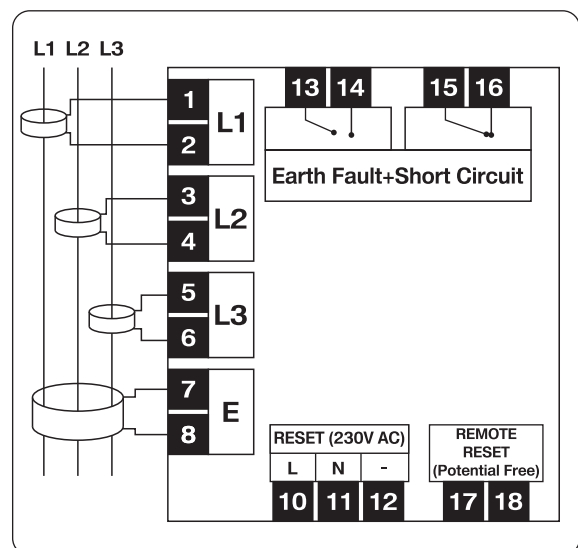 L1 L2 L3
13 14 15 16
1
L1
2
Earth Fault+Short Circuit
3
L2
4
5
L3
6
7
E
8
RESET (230V AC)
L N -
10 11 12
REMOTE
RESET
(Potential Free)
17 18